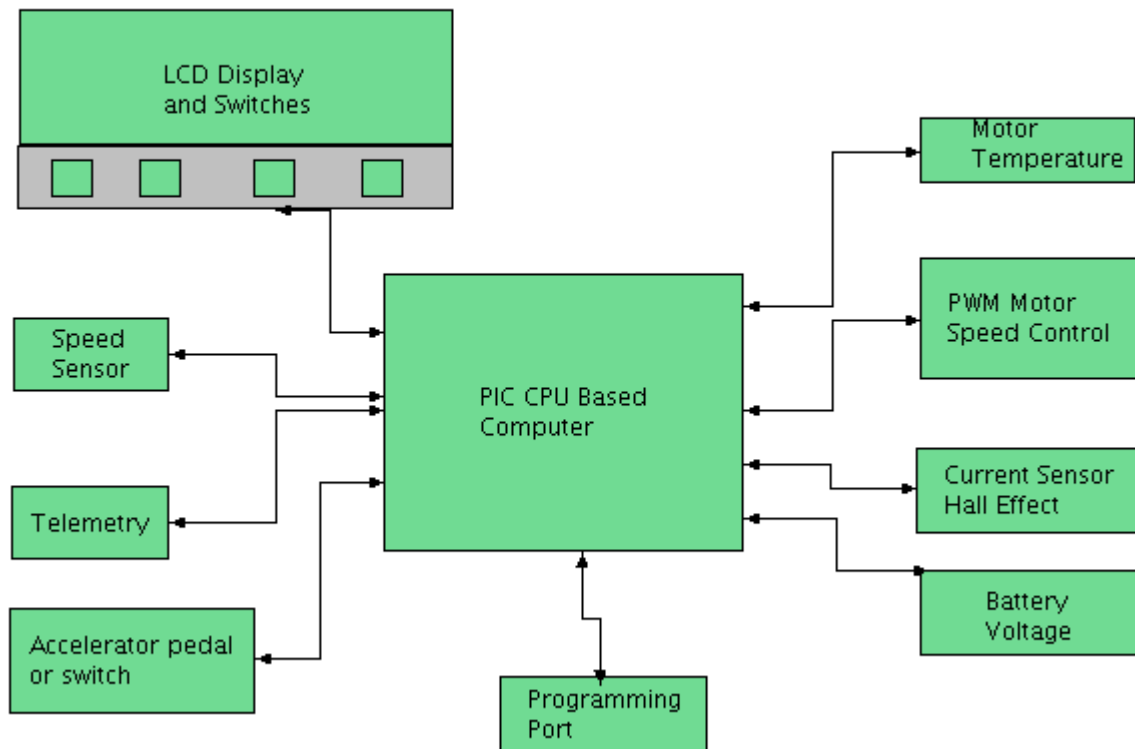 LCD Display
and Switches
Motor
Temperature
PWM Motor
Speed Control
Speed
Sensor
PIC CPU Based
Computer
Current Sensor
Hall Effect
Telemetry
Battery
Voltage
Accelerator pedal
or switch
Programming
Port